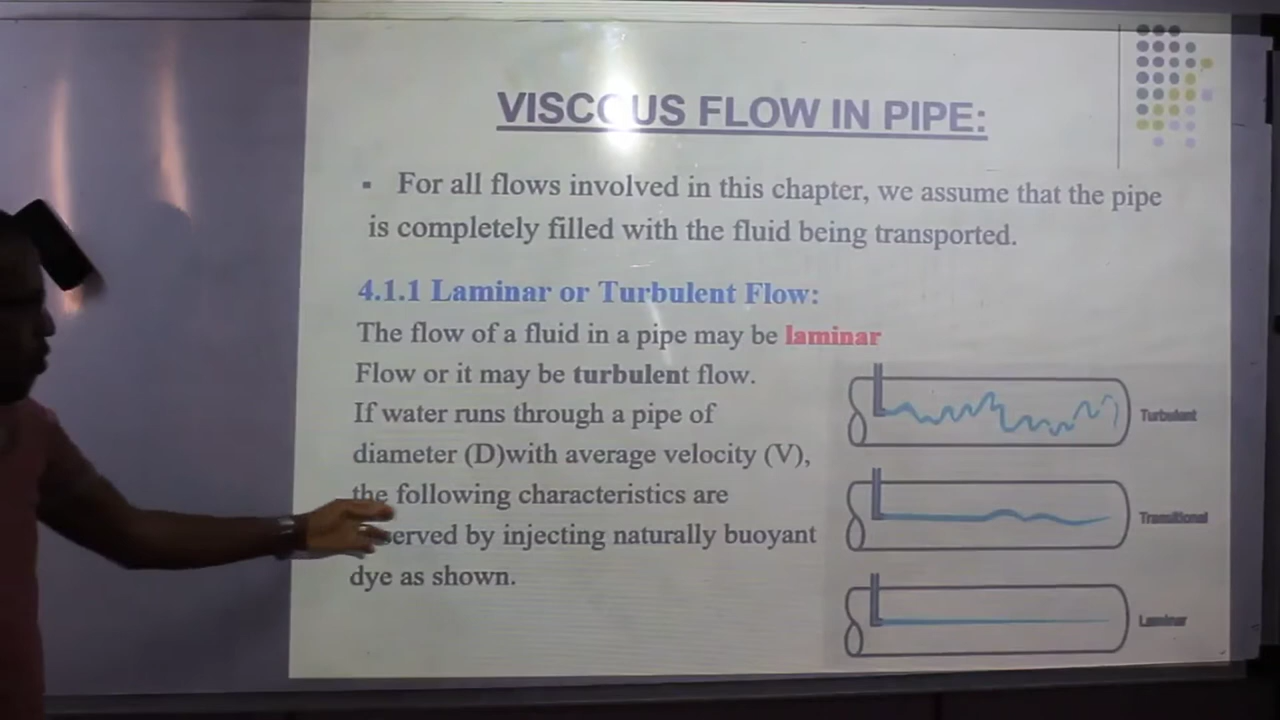 VISCOUS FLOW IN PIPE:
▪ For all flows involved in this chapter, we assume that the pipe
is completely filled with the fluid being transported.
4.1.1 Laminar or Turbulent Flow:
The flow of a fluid in a pipe may be laminar
Flow or it may be turbulent flow.
If water runs through a pipe of
diameter (D)with average velocity (V),
the following characteristics are
served by injecting naturally buoyant
dye as shown.
Turbulent
Transitional
Laminar